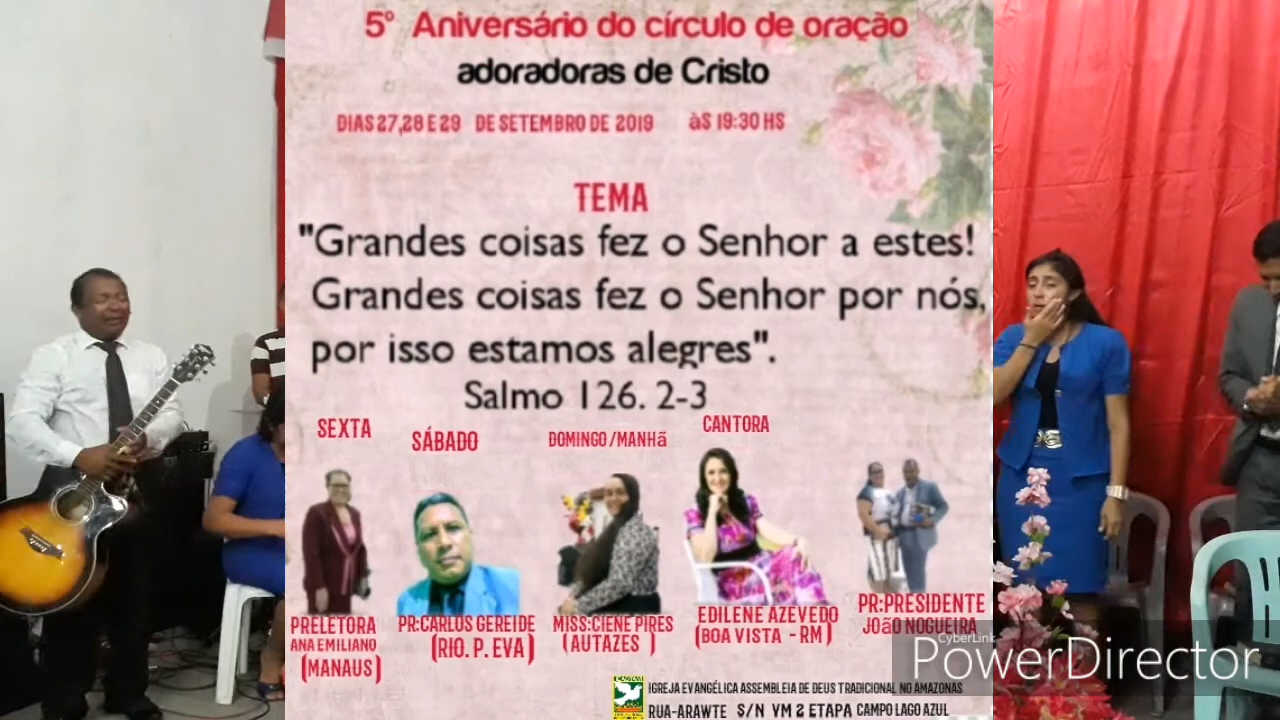 5° Aniversário do círculo de oração
adoradoras de Cristo
DIAS 27,28 E 29 DE SETEMBRO DE 2019 àS 19:30 HS
TEMA
"Grandes coisas fez o Senhor a estes!
Grandes coisas fez o Senhor por nós,
por isso estamos alegres".
Salmo 126. 2-3
SEXTA
SÁBADO
DOMINGO/MANHã
CANTORA
PRELETORA
ANA EMILIANO
(MANAUS)
PR:CARLUS GEREIDE
(RIO. P. EVA)
MISS:CIENE PIRES
(AUTAZES )
EDILENE AZEVEDO
(BOA VISTA - RM)
PR:PRESIDENTE
JOãO NOGUEIRA
CyberLink
PowerDirector
IGREJA EVANGÉLICA ASSEMBLEIA DE DEUS TRADICIONAL NO AMAZONAS
RUA-ARAWTE S/N VM 2 ETAPA CAMPO LAGO AZUL